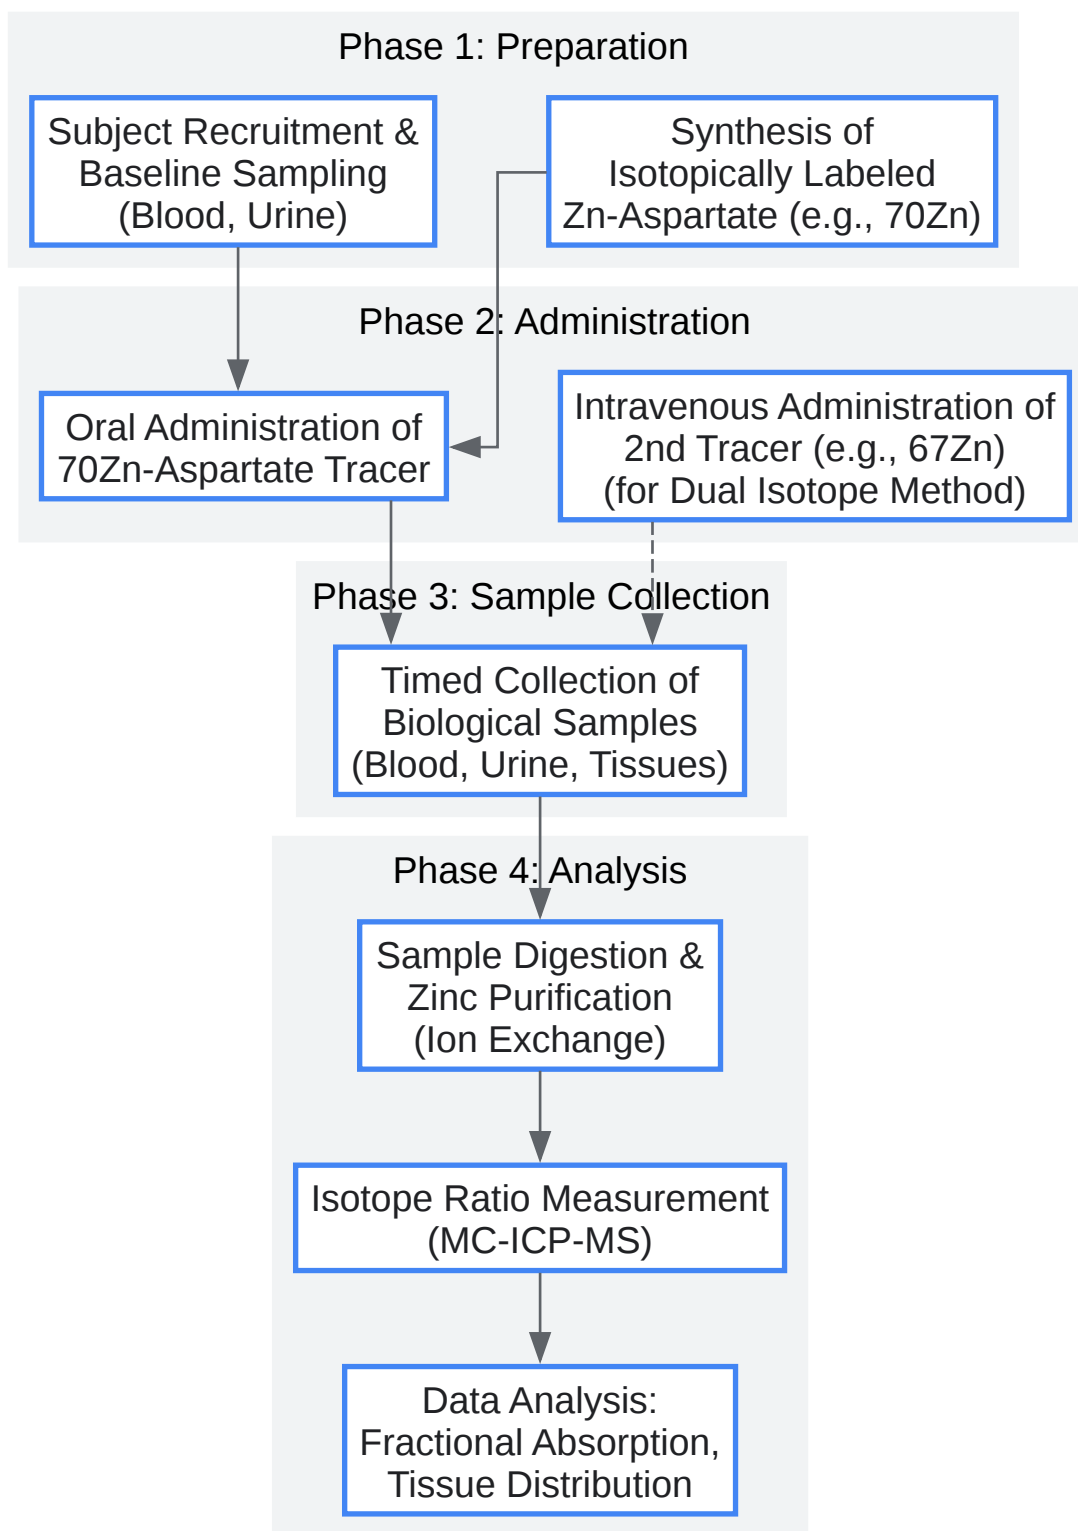 Phase 1: Preparation
Subject Recruitment &
Baseline Sampling
(Blood, Urine)
Synthesis of
Isotopically Labeled
Zn-Aspartate (e.g., 70Zn)
Phase 2: Administration
Oral Administration of
70Zn-Aspartate Tracer
Intravenous Administration of
2nd Tracer (e.g., 67Zn)
(for Dual Isotope Method)
Phase 3: Sample Collection
Timed Collection of
Biological Samples
(Blood, Urine, Tissues)
Phase 4: Analysis
Sample Digestion &
Zinc Purification
(Ion Exchange)
Isotope Ratio Measurement
(MC-ICP-MS)
Data Analysis:
Fractional Absorption,
Tissue Distribution